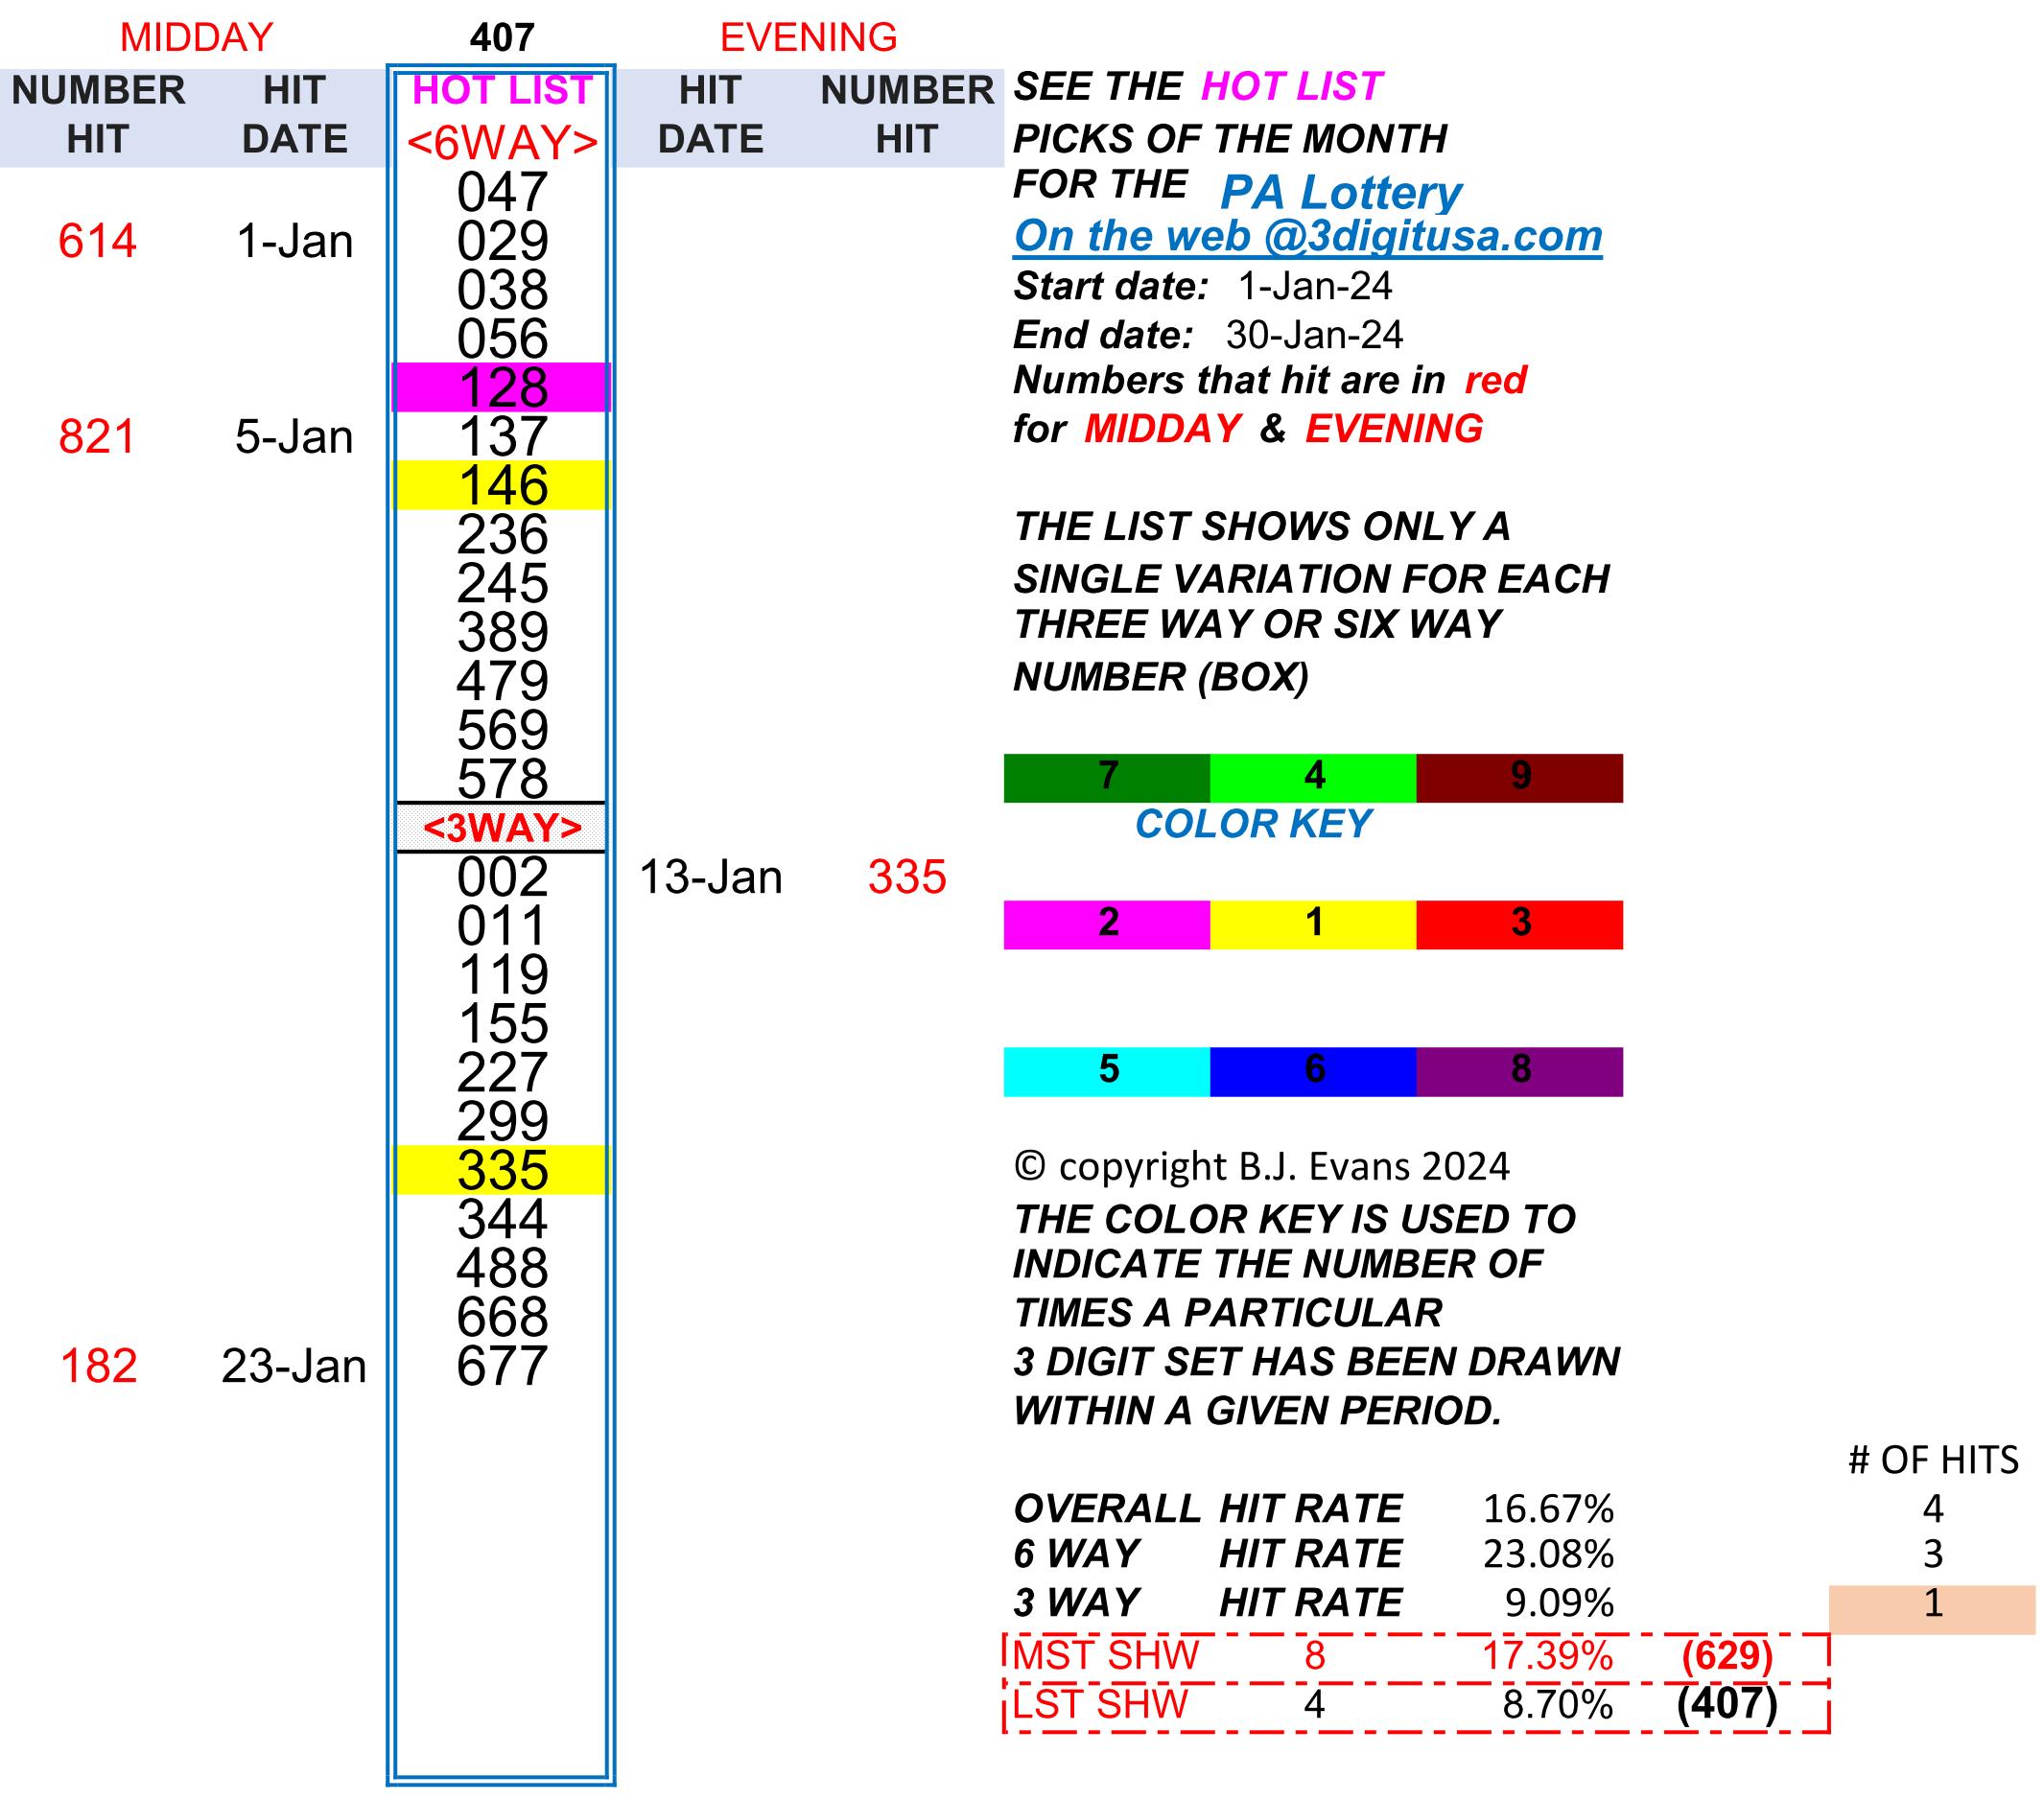 MIDDAY 407 EVENING
NUMBER HIT HOT LIST HIT NUMBER SEE THE HOT LIST
HIT DATE <6WAY> DATE HIT PICKS OF THE MONTH
047 FOR THE PA Lottery
614 1-Jan 029 On the web @3digitusa.com
038 Start date: 1-Jan-24
056 End date: 30-Jan-24
128 Numbers that hit are in red
821 5-Jan 137 for MIDDAY & EVENING
146
236 THE LIST SHOWS ONLY A
245 SINGLE VARIATION FOR EACH
389 THREE WAY OR SIX WAY
479 NUMBER (BOX)
569
578 7 4 9
<3WAY> COLOR KEY
002 13-Jan 335
011 2 1 3
119
155
227 5 6 8
299
335 © copyright B.J. Evans 2024
344 THE COLOR KEY IS USED TO
488 INDICATE THE NUMBER OF
668 TIMES A PARTICULAR
182 23-Jan 677 3 DIGIT SET HAS BEEN DRAWN
WITHIN A GIVEN PERIOD.
# OF HITS
OVERALL HIT RATE 16.67% 4
6 WAY HIT RATE 23.08% 3
3 WAY HIT RATE 9.09% 1
MST SHW 8 17.39% (629)
LST SHW 4 8.70% (407)